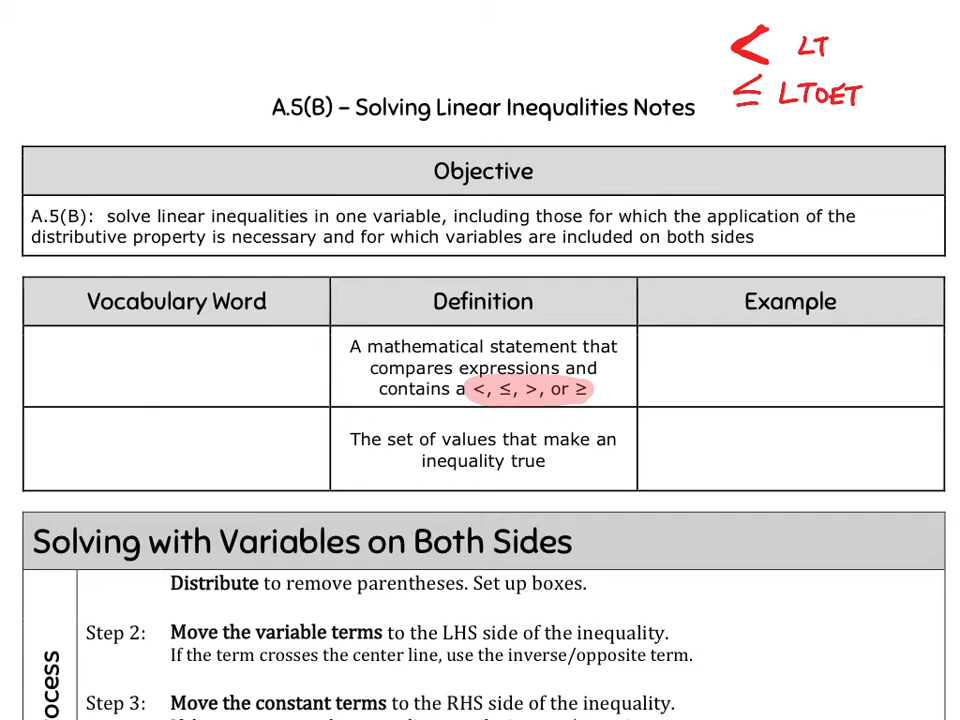 < LT
≤ LTOET
A.5(B) – Solving Linear Inequalities Notes
Objective
A.5(B):  solve linear inequalities in one variable, including those for which the application of the
distributive property is necessary and for which variables are included on both sides
Vocabulary Word Definition Example
A mathematical statement that
compares expressions and
contains a <, ≤, >, or ≥
The set of values that make an
inequality true
Solving with Variables on Both Sides
Distribute to remove parentheses. Set up boxes.
Step 2: Move the variable terms to the LHS side of the inequality.
If the term crosses the center line, use the inverse/opposite term.
Step 3: Move the constant terms to the RHS side of the inequality.